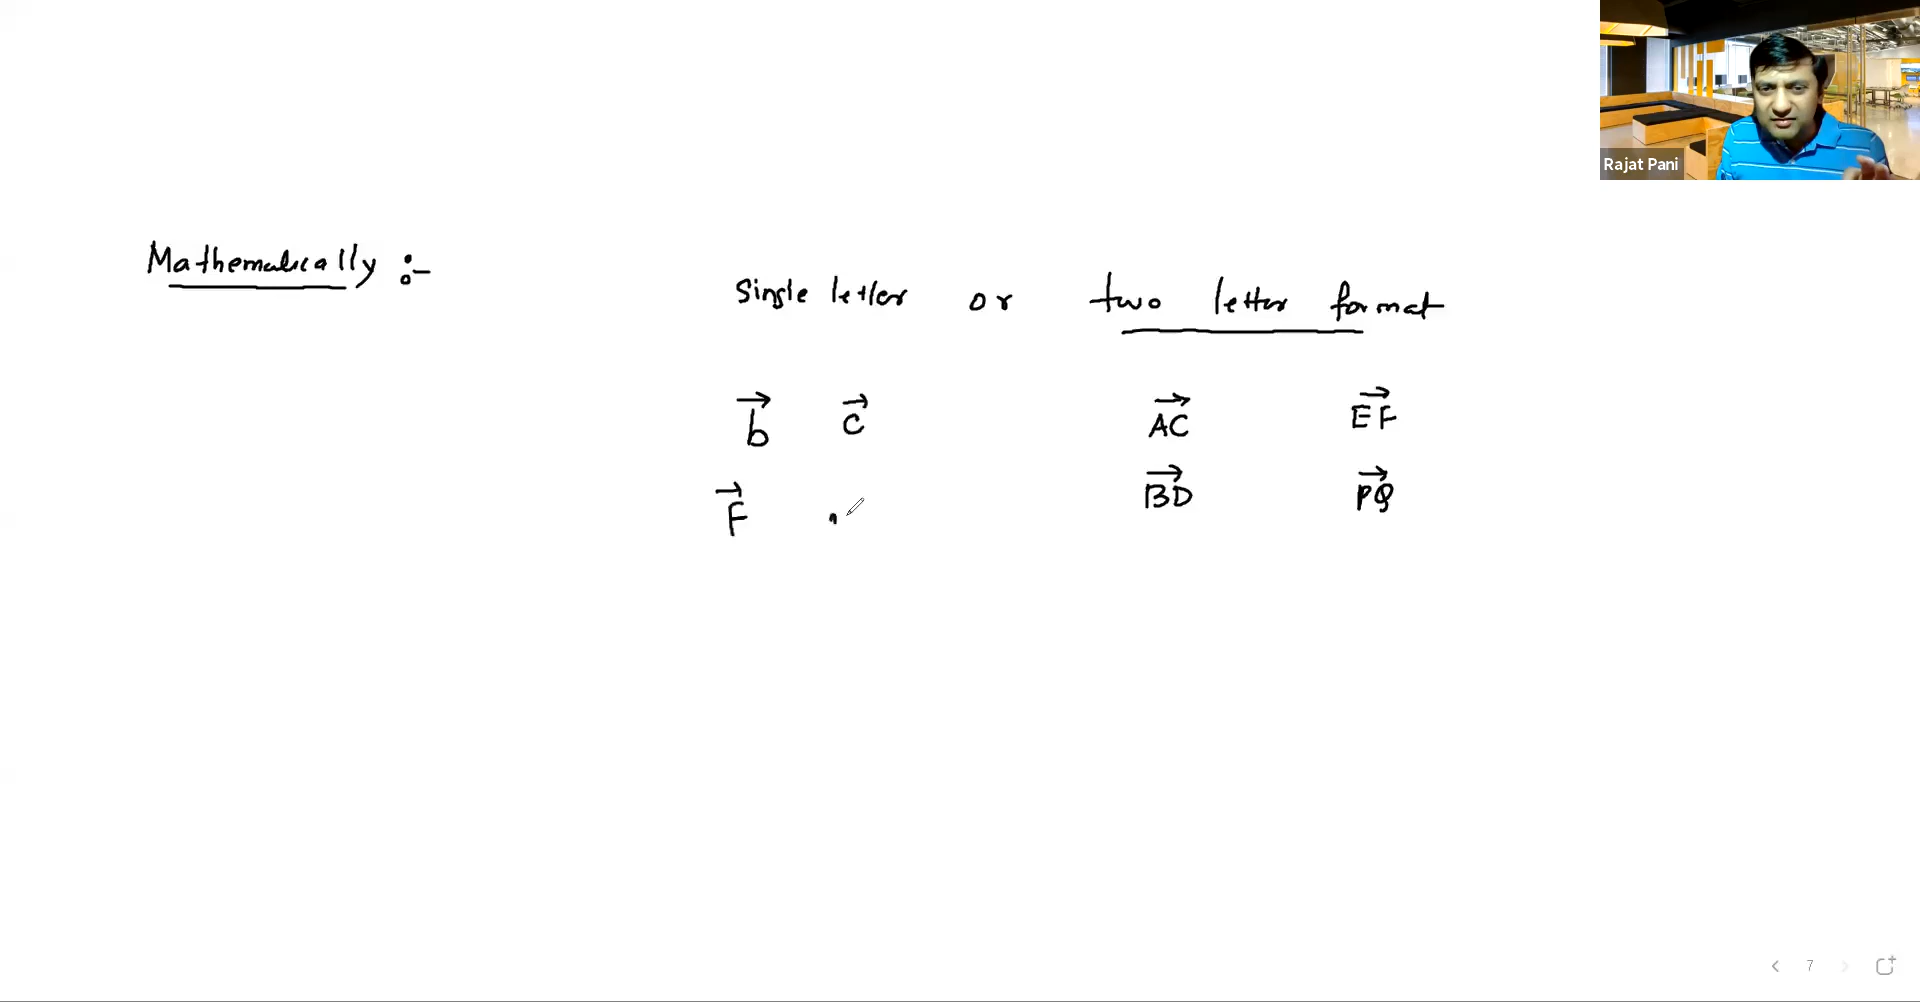 Rajat Pani
Mathematically :-
Single letter or two letter format
b⃗ c⃗ A͞C⃗ E͞F⃗
F⃗ B͞D⃗ P͞Q⃗
7